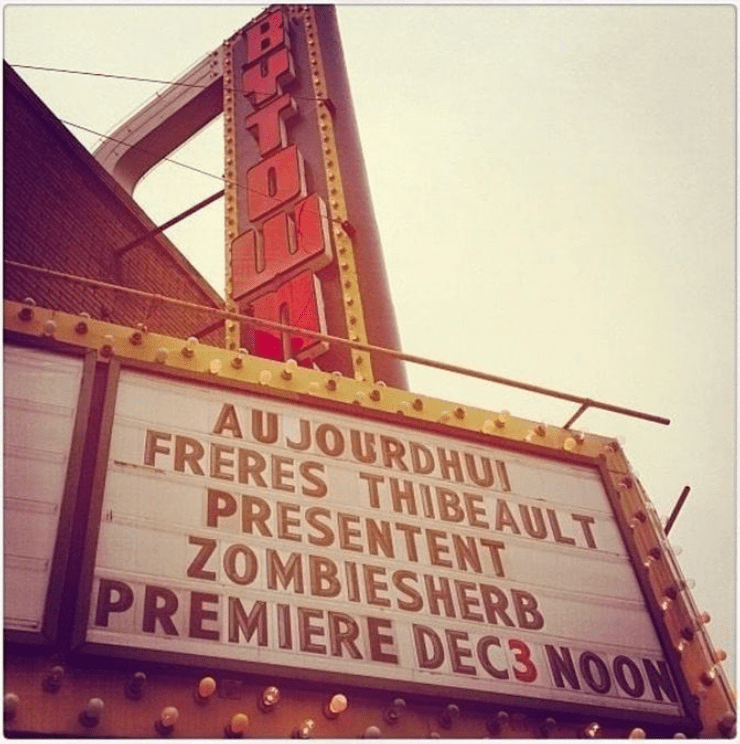 BYTOWN
AUJOURDHUI
FRERES THIBEAULT
PRESENTENT
ZOMBIESHERB
PREMIERE DEC3 NOON